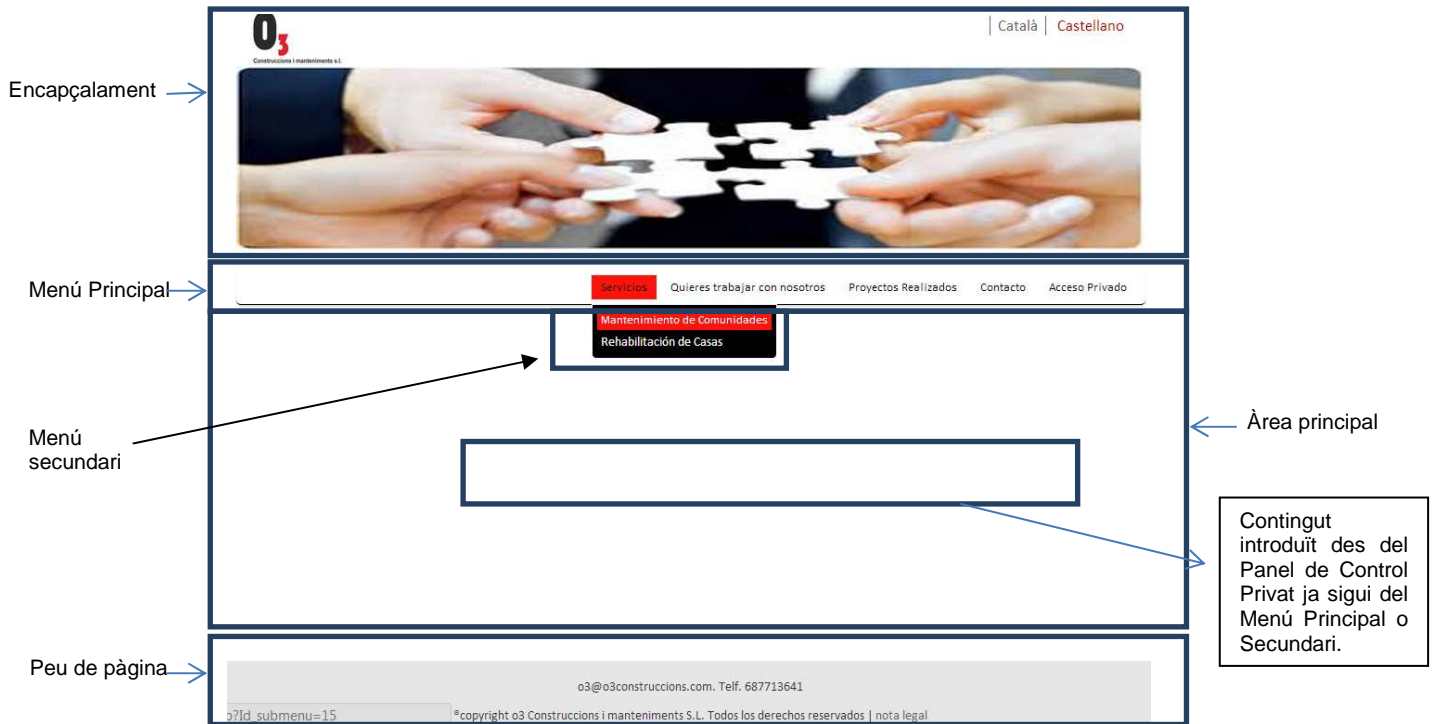 O3
Construccions i manteniments s.l.
Català
Castellano
Encapçalament
Menú Principal
Servicios
Quieres trabajar con nosotros
Proyectos Realizados
Contacto
Acceso Privado
Mantenimiento de Comunidades
Rehabilitación de Casas
Menú
secundari
Àrea principal
Contingut
introduït des del
Panel de Control
Privat ja sigui del
Menú Principal o
Secundari.
Peu de pàgina
o3@o3construccions.com. Telf. 687713641
?Id_submenu=15
©copyright o3 Construccions i manteniments S.L. Todos los derechos reservados | nota legal